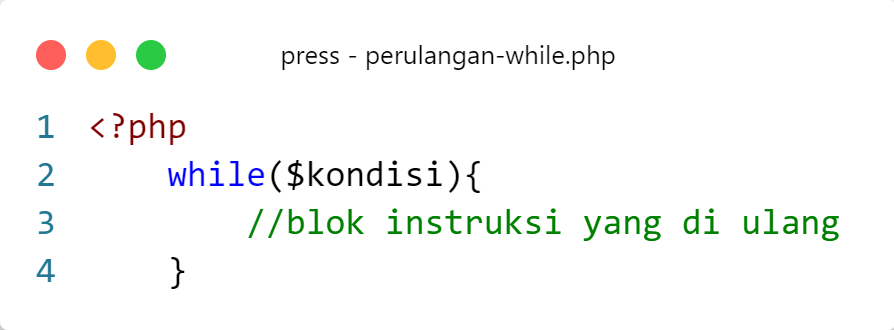 press - perulangan-while.php
1 <?php
2     while($kondisi){
3         //blok instruksi yang di ulang
4     }